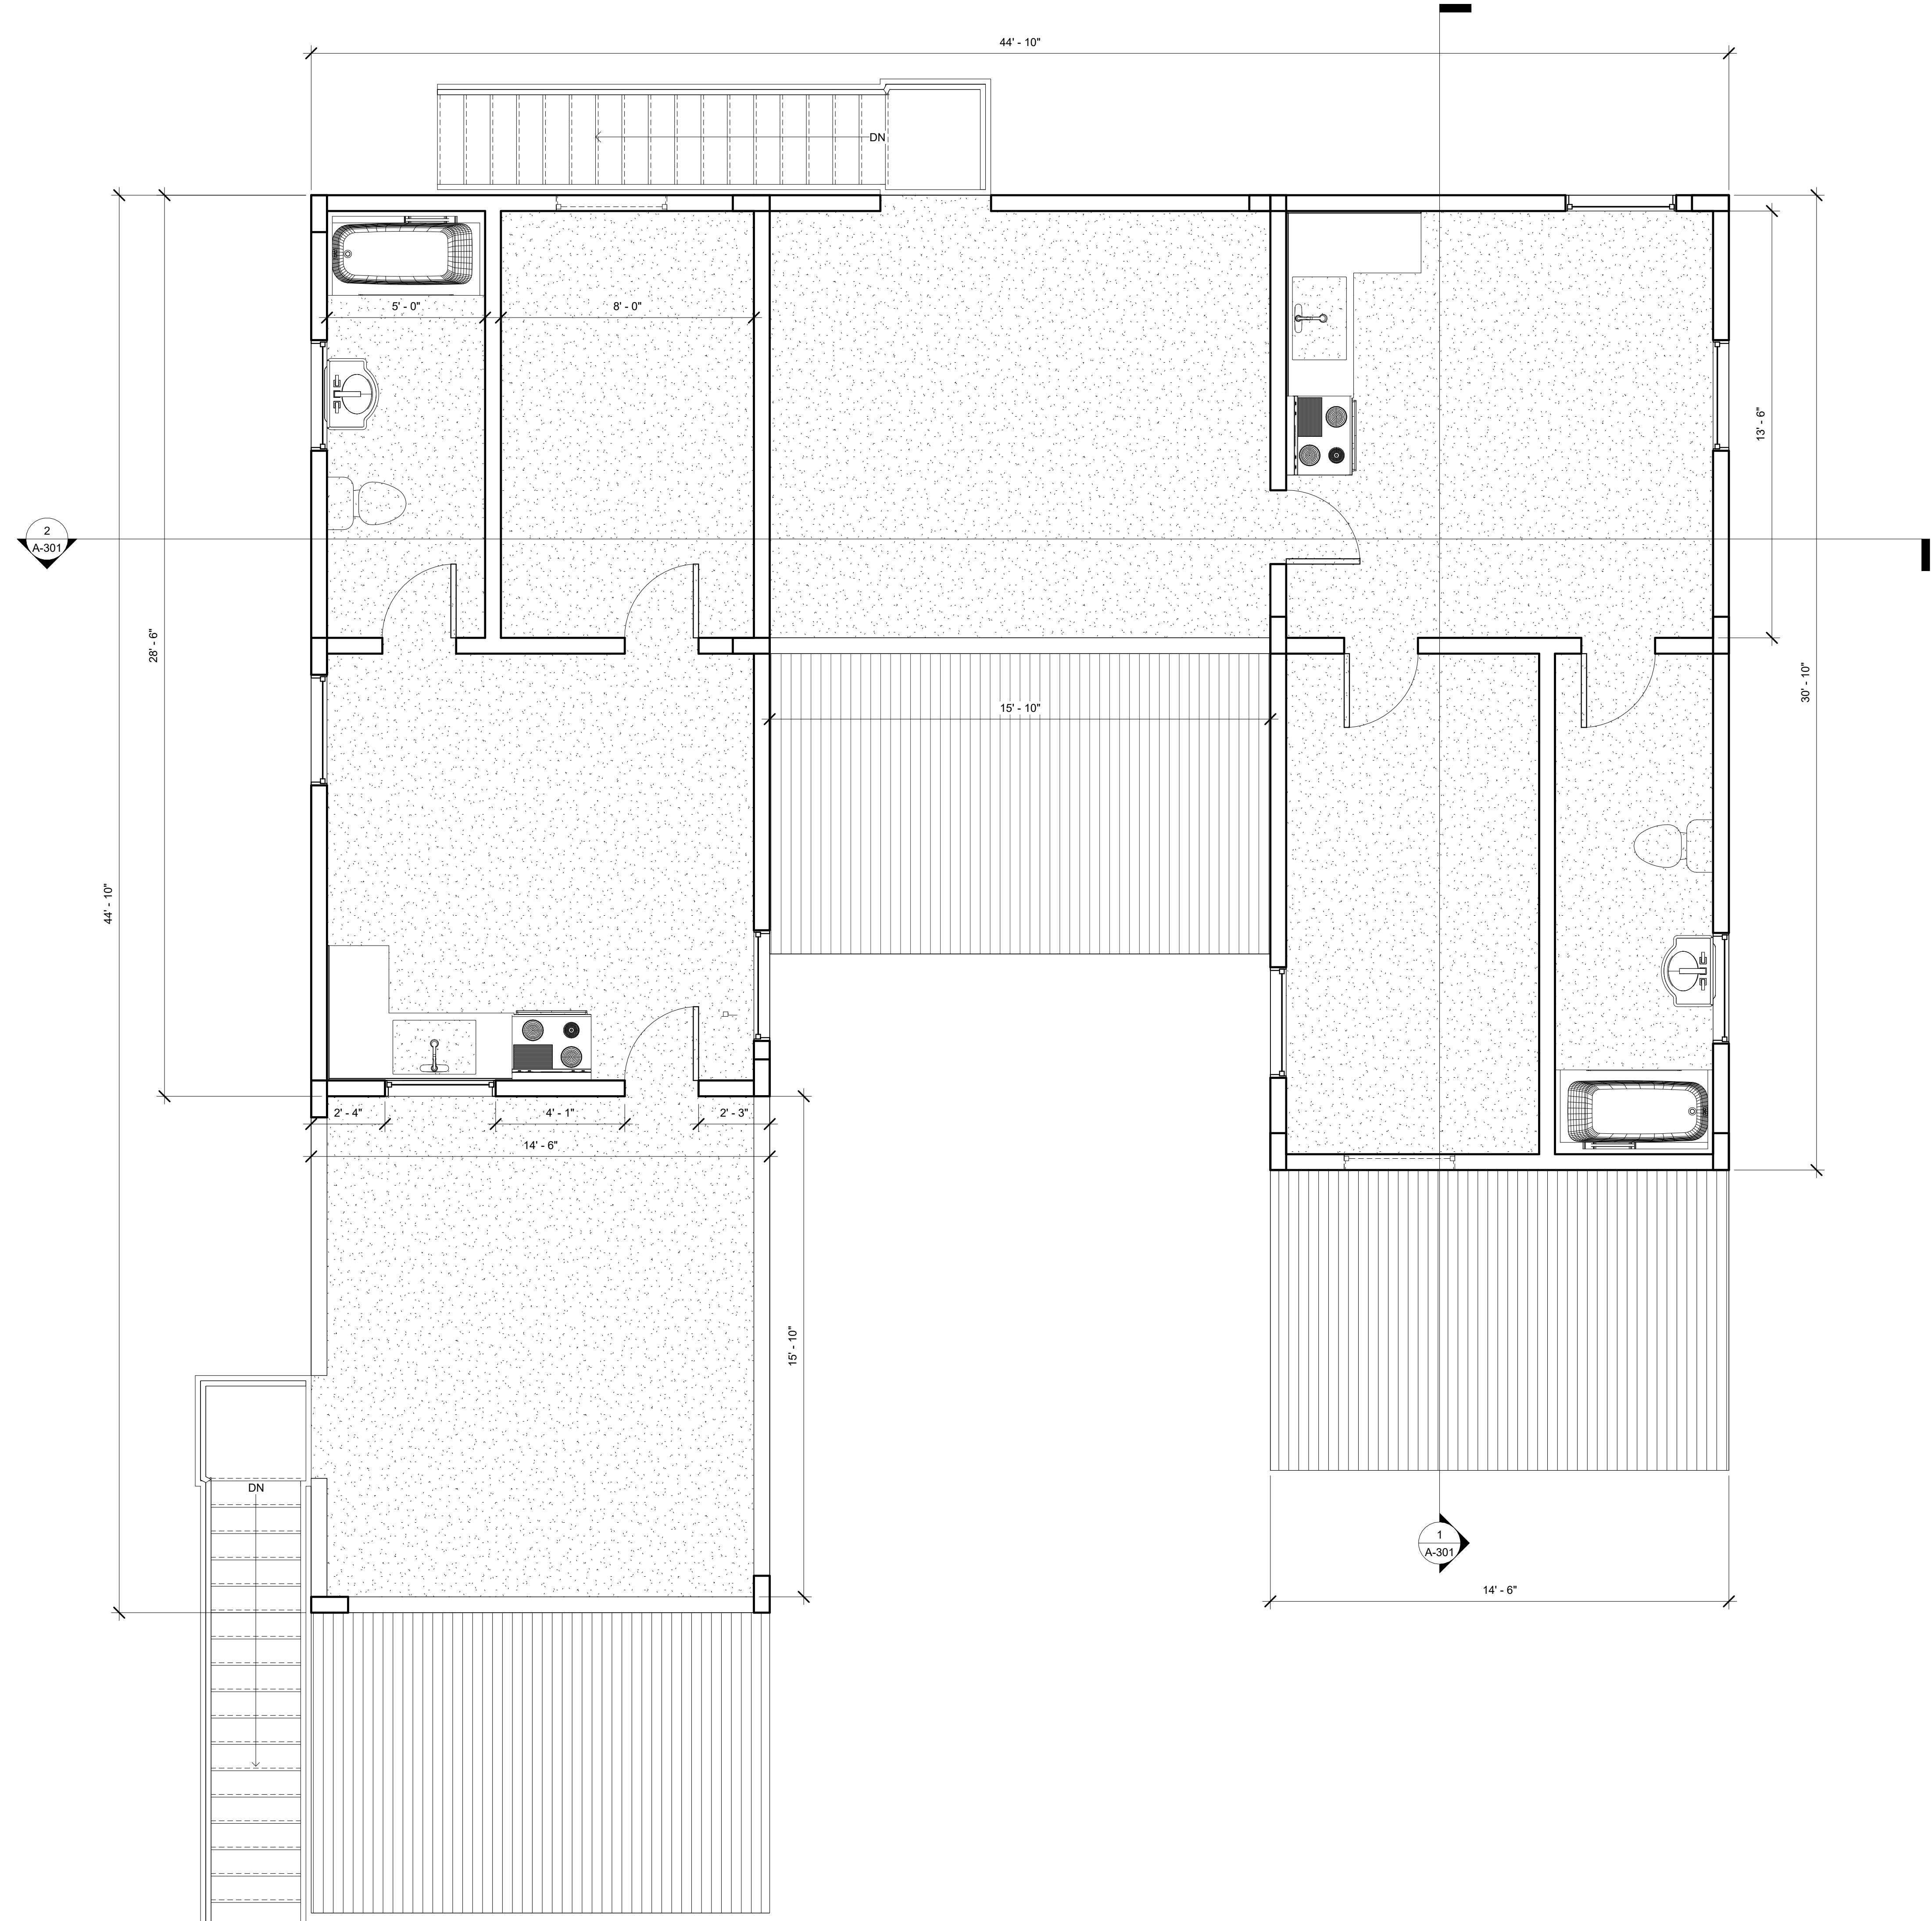 44' - 10"
DN
5' - 0"
8' - 0"
13' - 6"
2
A-301
28' - 6"
30' - 10"
15' - 10"
44' - 10"
2' - 4"
4' - 1"
2' - 3"
14' - 6"
15' - 10"
DN
1
A-301
14' - 6"